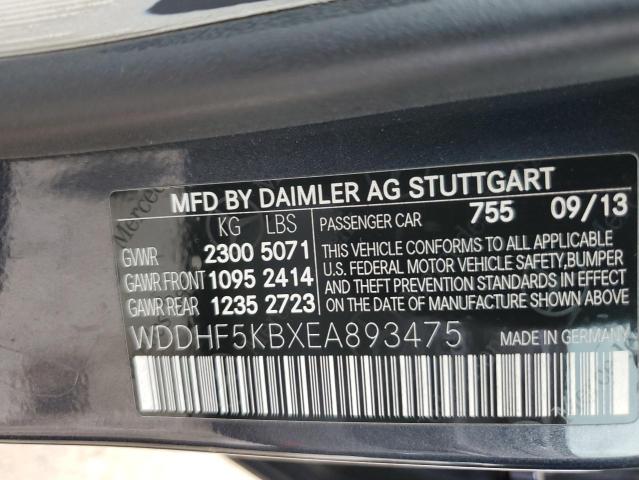 MFD BY DAIMLER AG STUTTGART
KG LBS
GVWR 2300 5071
GAWR FRONT 1095 2414
GAWR REAR 1235 2723
PASSENGER CAR 755 09/13
THIS VEHICLE CONFORMS TO ALL APPLICABLE
U.S. FEDERAL MOTOR VEHICLE SAFETY, BUMPER
AND THEFT PREVENTION STANDARDS IN EFFECT
ON THE DATE OF MANUFACTURE SHOWN ABOVE
WDDHF5KBXEA893475 MADE IN GERMANY